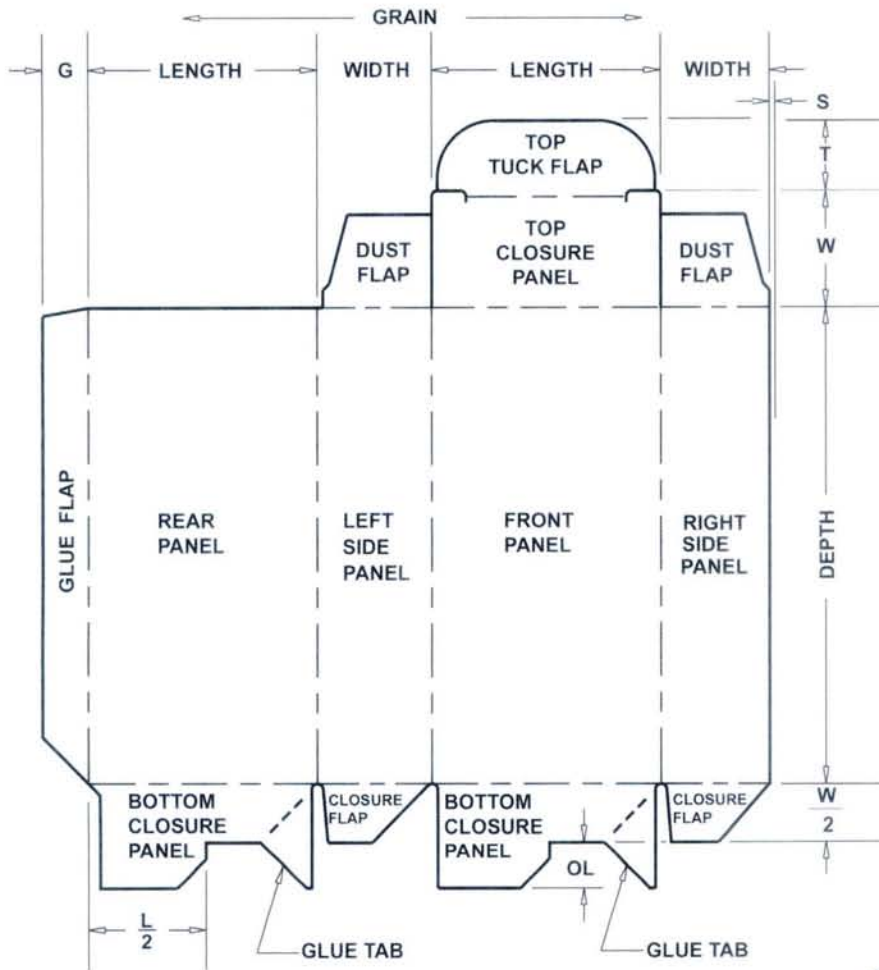 GRAIN
G
LENGTH
WIDTH
LENGTH
WIDTH
S
TOP
TUCK FLAP
T
DUST
FLAP
TOP
CLOSURE
PANEL
DUST
FLAP
W
GLUE FLAP
REAR
PANEL
LEFT
SIDE
PANEL
FRONT
PANEL
RIGHT
SIDE
PANEL
DEPTH
BOTTOM
CLOSURE
PANEL
CLOSURE
FLAP
BOTTOM
CLOSURE
PANEL
CLOSURE
FLAP
W
2
OL
L
2
GLUE TAB
GLUE TAB